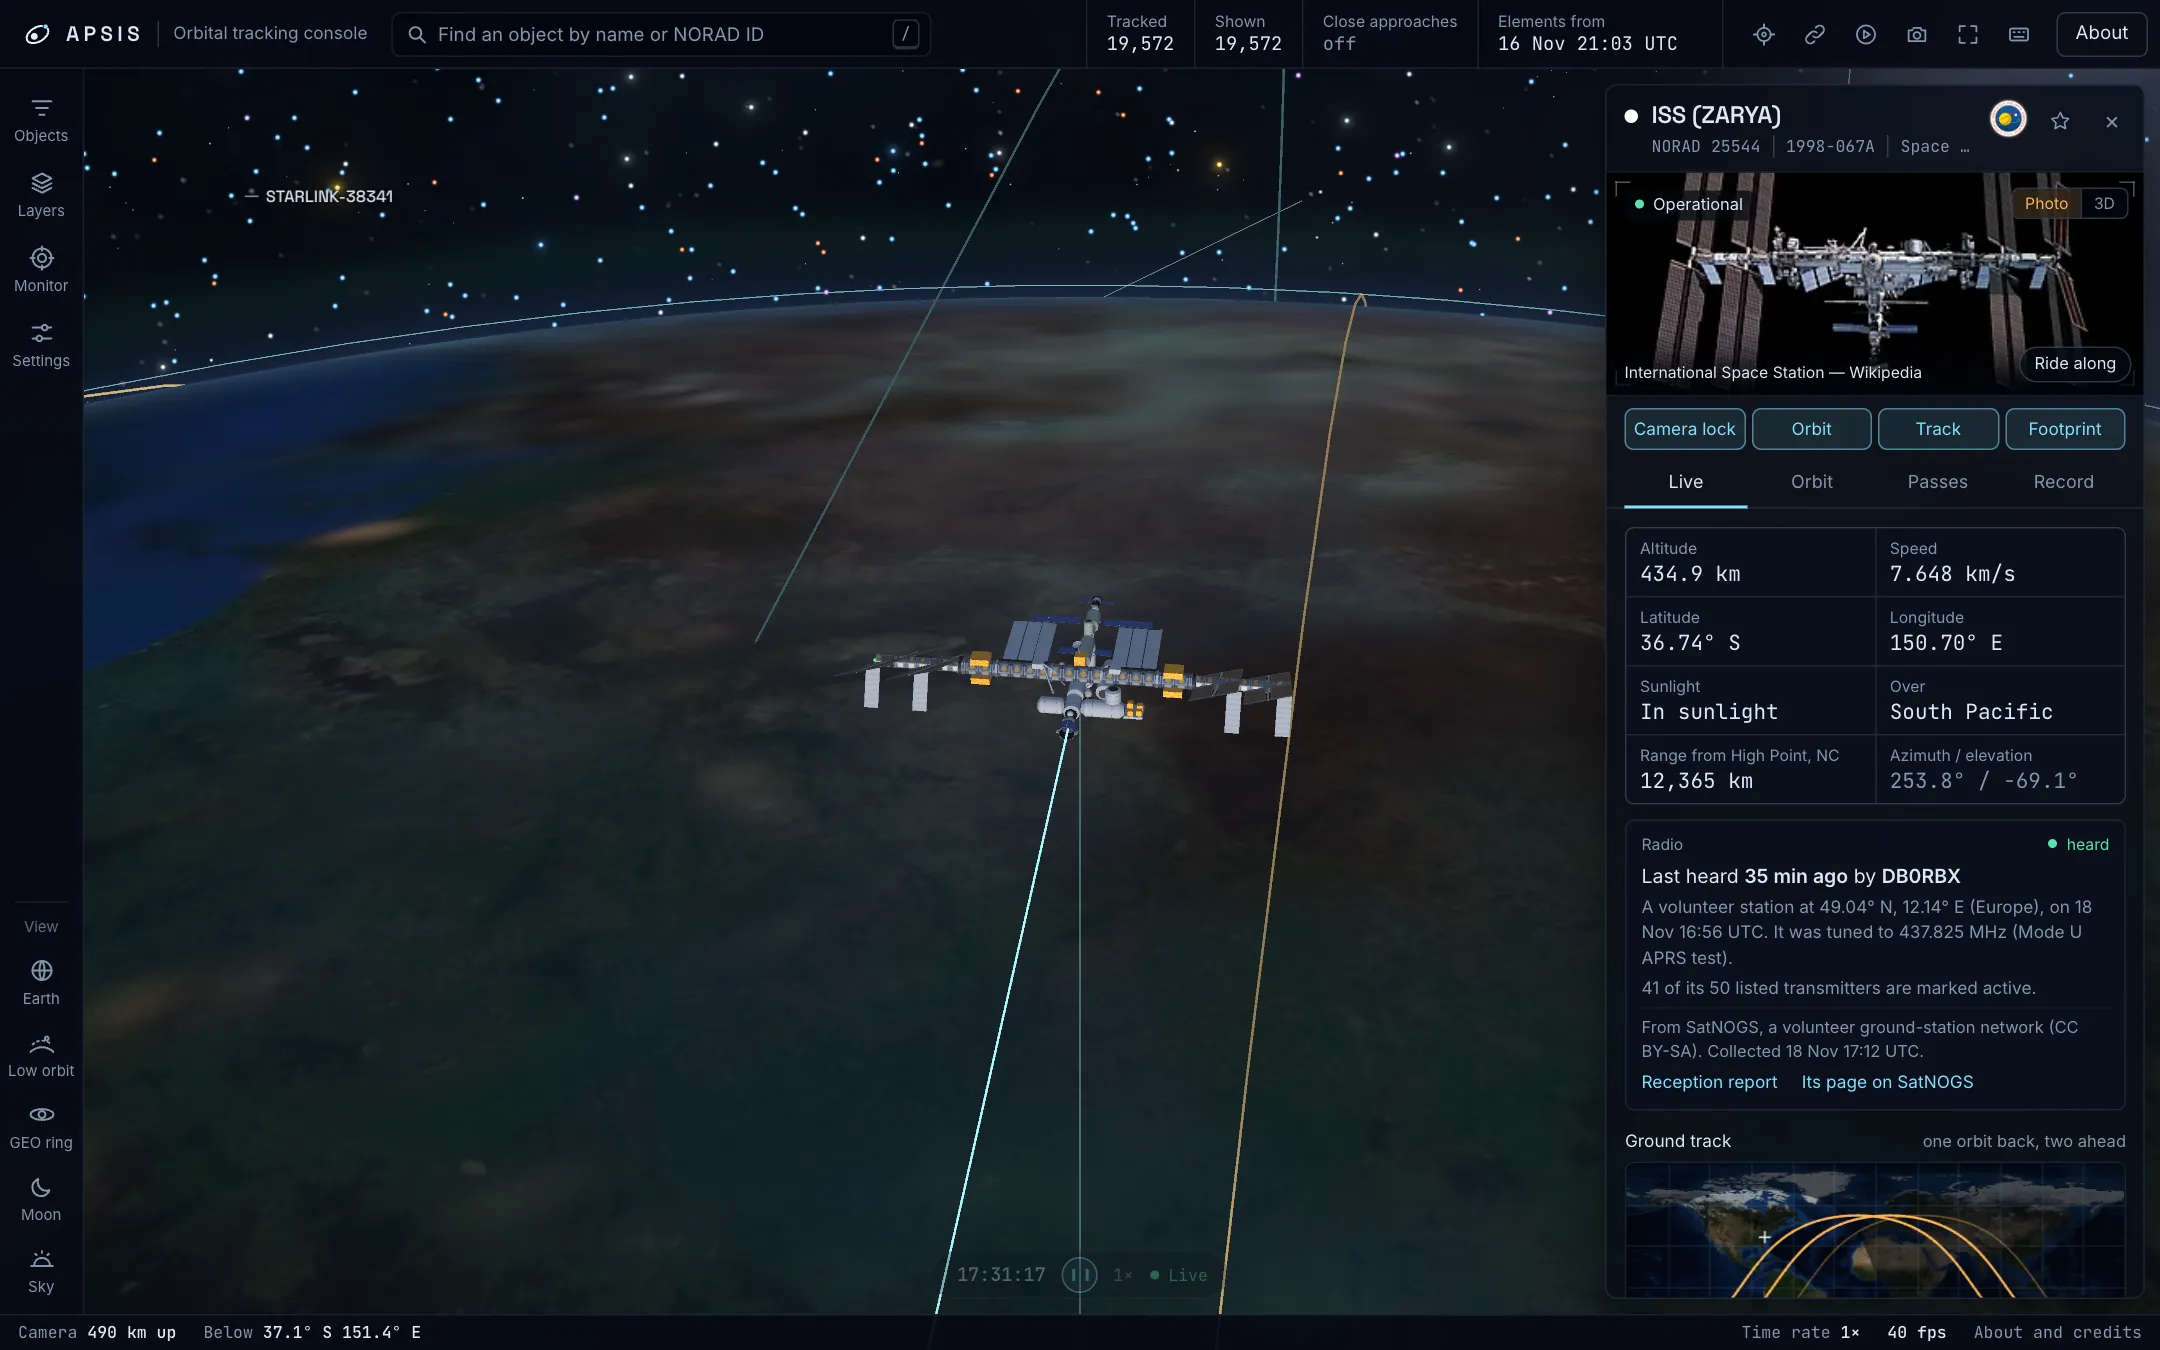 APSIS
Orbital tracking console
Find an object by name or NORAD ID
/
Tracked
19,572
Shown
19,572
Close approaches
off
Elements from
16 Nov 21:03 UTC
About
Objects
Layers
Monitor
Settings
STARLINK-38341
ISS (ZARYA)
NORAD 25544
1998-067A
Space …
Operational
Photo
3D
International Space Station — Wikipedia
Ride along
Camera lock
Orbit
Track
Footprint
Live
Orbit
Passes
Record
Altitude
434.9 km
Speed
7.648 km/s
Latitude
36.74° S
Longitude
150.70° E
Sunlight
In sunlight
Over
South Pacific
Range from High Point, NC
12,365 km
Azimuth / elevation
253.8° / -69.1°
Radio
heard
Last heard 35 min ago by DB0RBX
A volunteer station at 49.04° N, 12.14° E (Europe), on 18
Nov 16:56 UTC. It was tuned to 437.825 MHz (Mode U
APRS test).
41 of its 50 listed transmitters are marked active.
From SatNOGS, a volunteer ground-station network (CC
BY-SA). Collected 18 Nov 17:12 UTC.
Reception report
Its page on SatNOGS
Ground track
one orbit back, two ahead
View
Earth
Low orbit
GEO ring
Moon
Sky
17:31:17
1×
Live
Camera 490 km up
Below 37.1° S 151.4° E
Time rate 1×
40 fps
About and credits